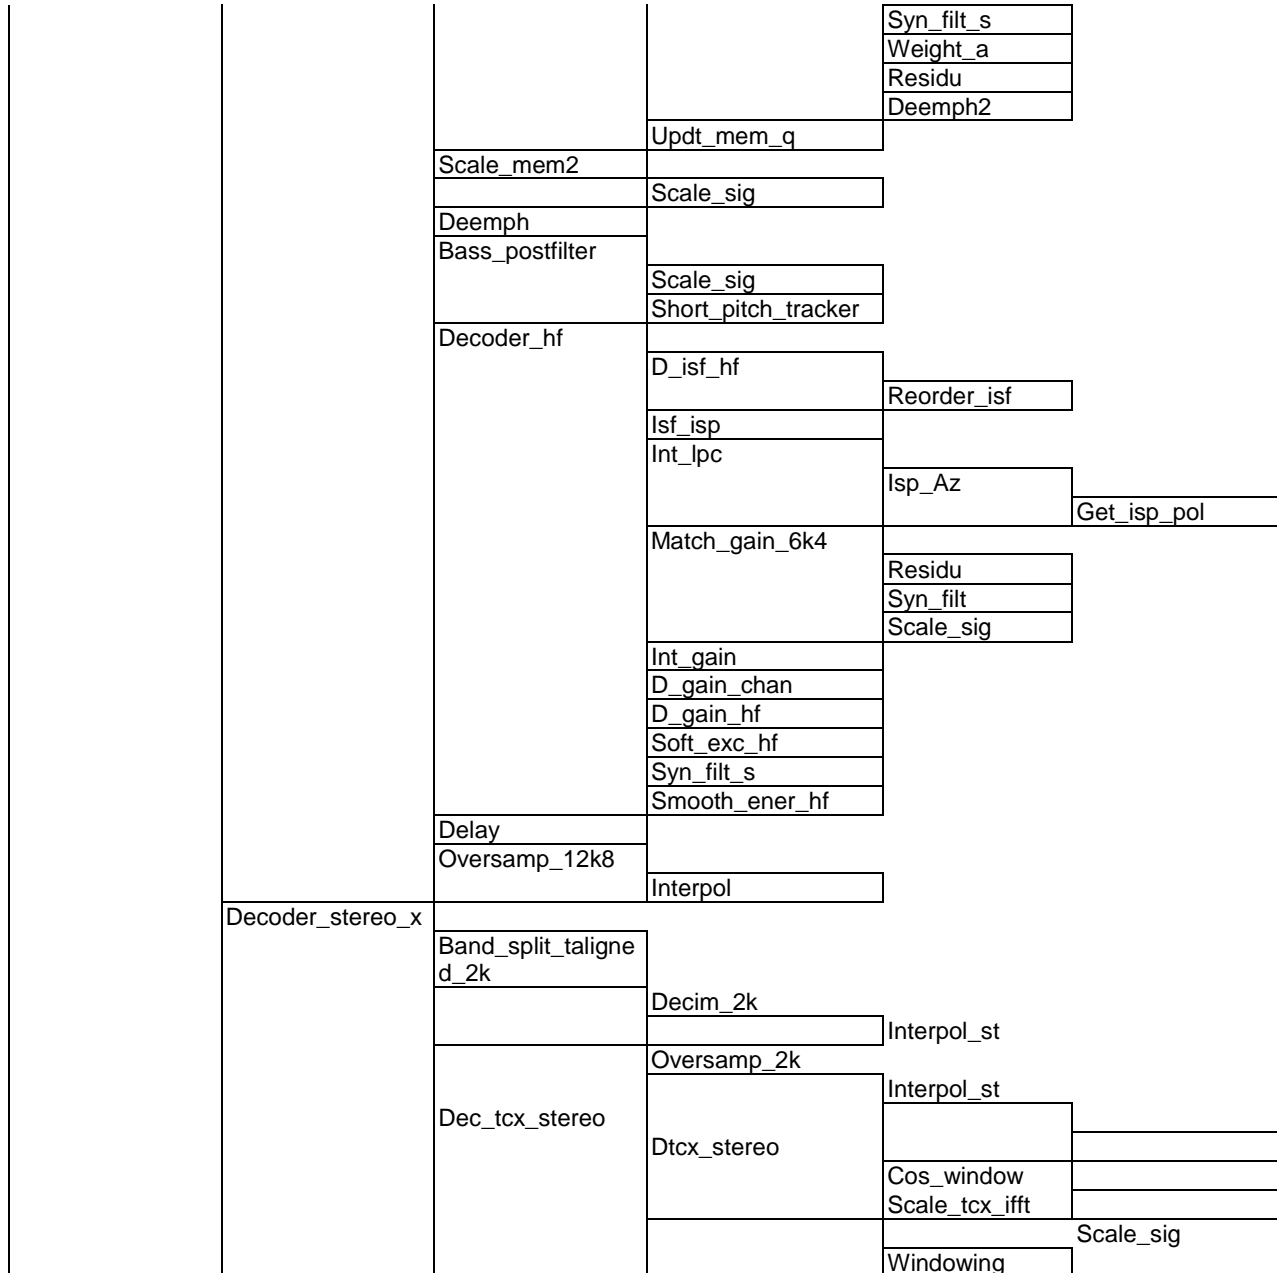 Syn_filt_s
Weight_a
Residu
Deemph2
Updt_mem_q
Scale_mem2
Scale_sig
Deemph
Bass_postfilter
Scale_sig
Short_pitch_tracker
Decoder_hf
D_isf_hf
Reorder_isf
Isf_isp
Int_lpc
Isp_Az
Get_isp_pol
Match_gain_6k4
Residu
Syn_filt
Scale_sig
Int_gain
D_gain_chan
D_gain_hf
Soft_exc_hf
Syn_filt_s
Smooth_ener_hf
Delay
Oversamp_12k8
Interpol
Decoder_stereo_x
Band_split_taligne
d_2k
Decim_2k
Interpol_st
Oversamp_2k
Interpol_st
Dec_tcx_stereo
Dtcx_stereo
Cos_window
Scale_tcx_ifft
Scale_sig
Windowing